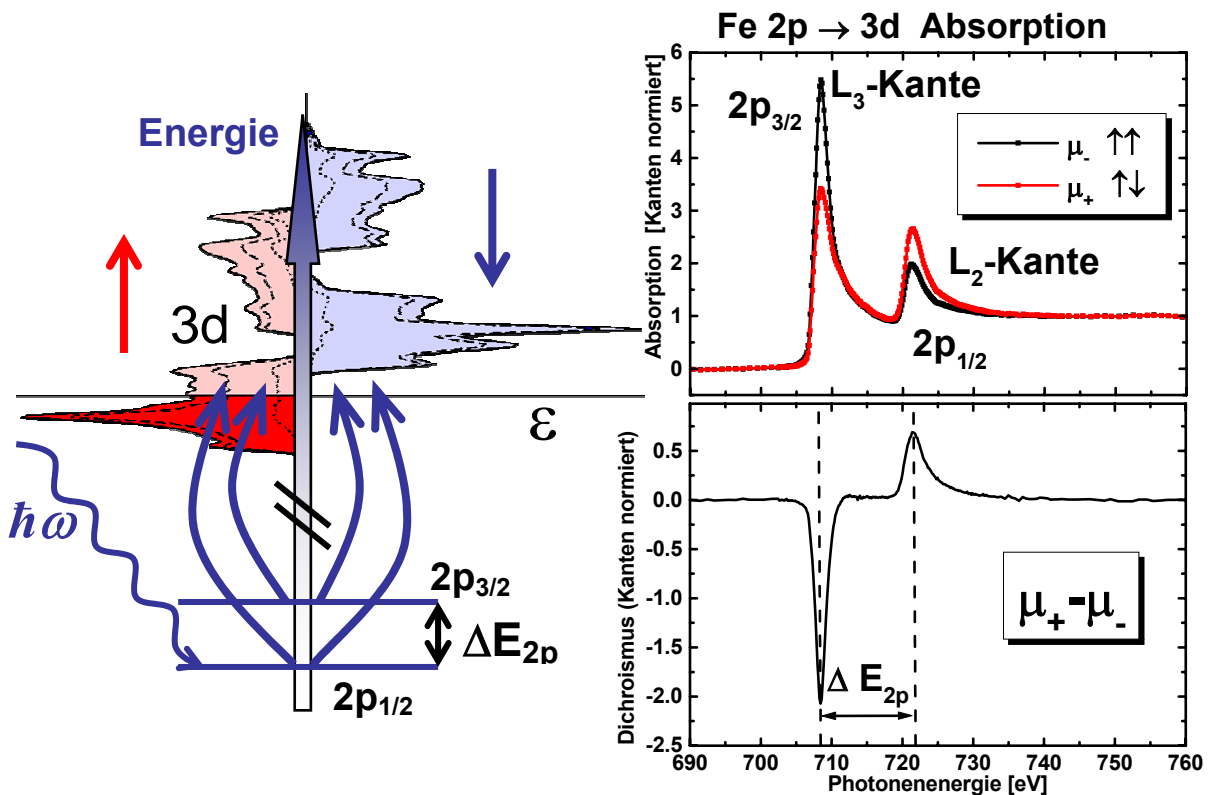 Energie
3d
ε
ħω
2p3/2
ΔE2p
2p1/2
Fe 2p → 3d Absorption
Absorption [Kanten normiert]
6
5
4
3
2
1
0
2p3/2
L3-Kante
μ- ↑↑
μ+ ↑↓
L2-Kante
2p1/2
Dichroismus (Kanten normiert)
0.5
0.0
-0.5
-1.0
-1.5
-2.0
-2.5
μ+-μ-
Δ E2p
690 700 710 720 730 740 750 760
Photonenenergie [eV]